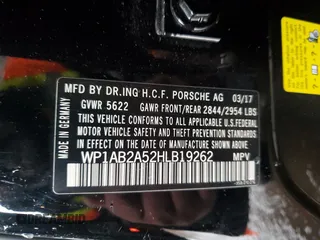 MFD BY DR.ING H.C.F. PORSCHE AG 03/17
GVWR 5622 GAWR FRONT/REAR 2844/2954 LBS
THIS VEHICLE CONFORMS TO ALL APPLICABLE U.S.FEDERAL
SAFETY AND THEFT PREVENTION STANDARDS IN EFFECT
ON THE DATE OF MANUFACTURE SHOWN ABOVE
WP1AB2A52HLB19262 MPV
MADE IN GERMANY